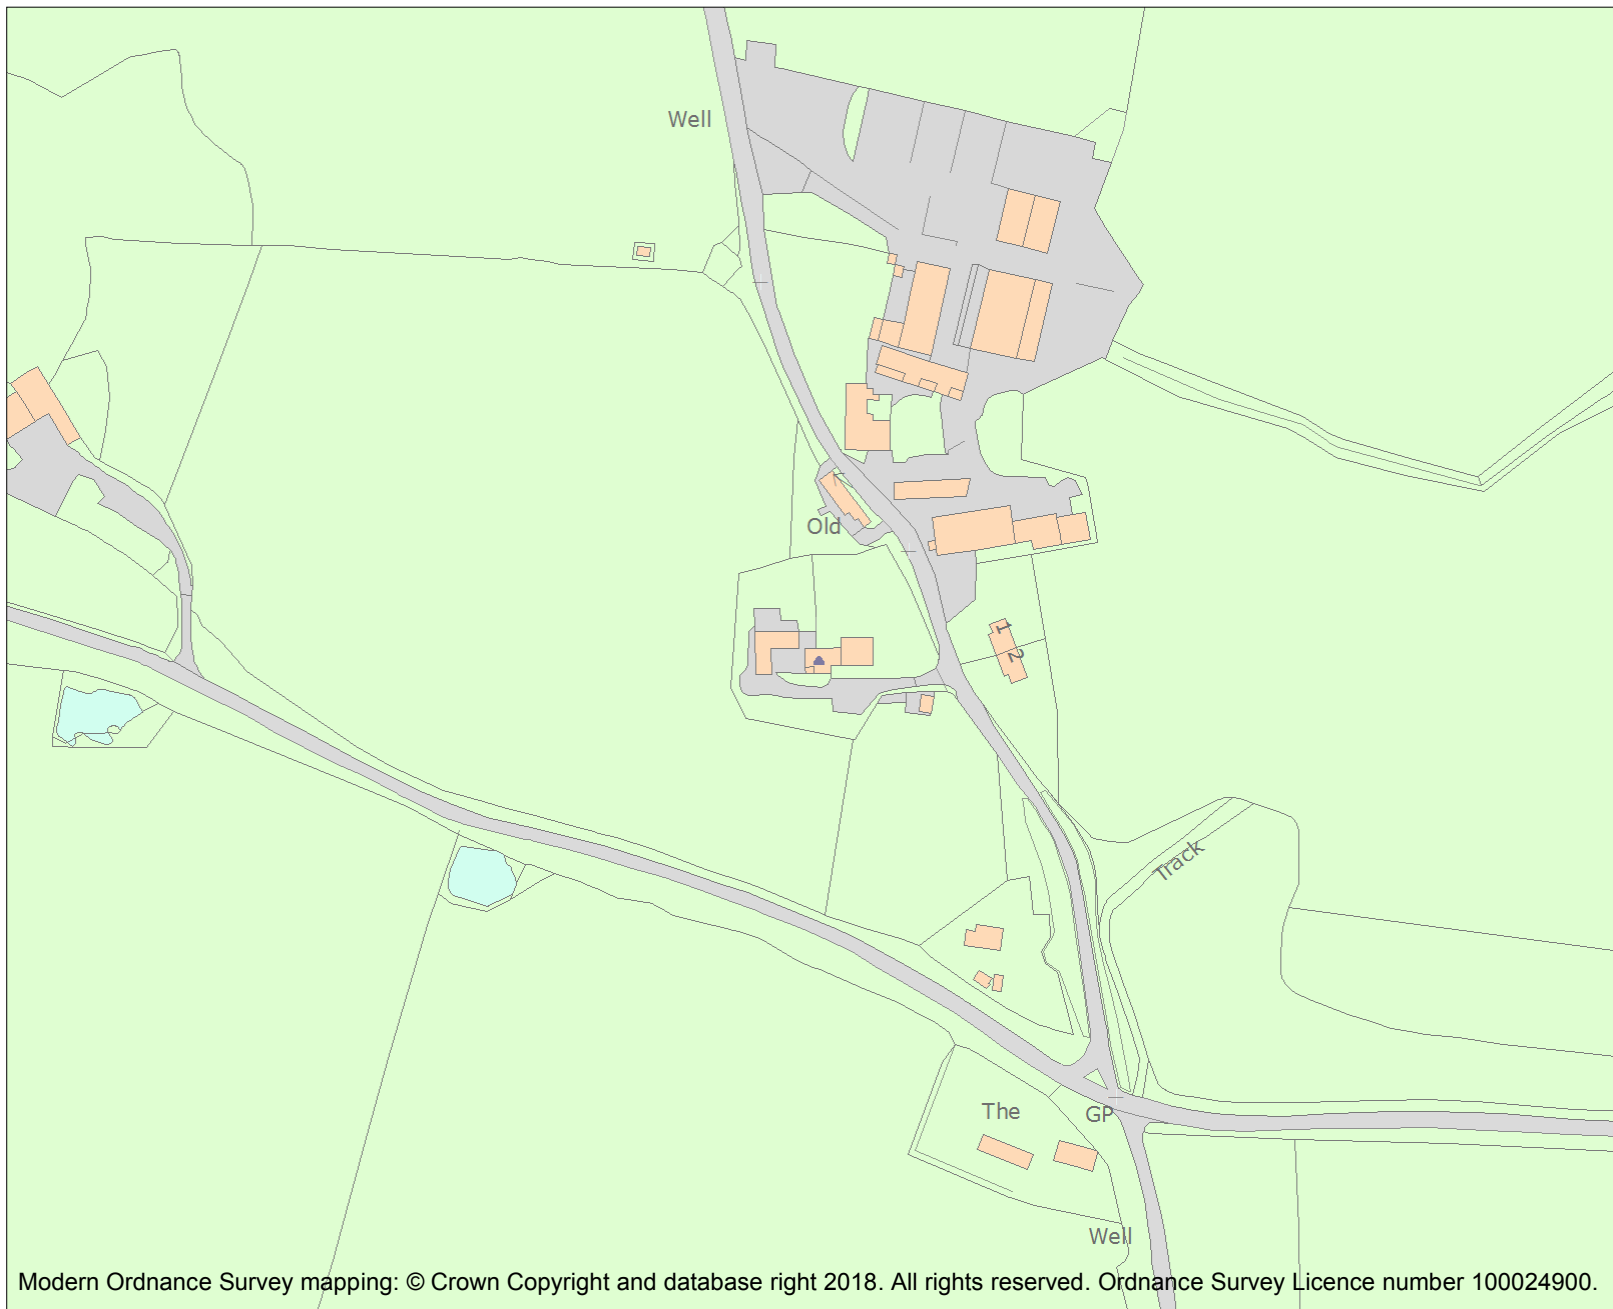 Well
Old
1
2
Track
The
GP
Well
Modern Ordnance Survey mapping: © Crown Copyright and database right 2018. All rights reserved. Ordnance Survey Licence number 100024900.